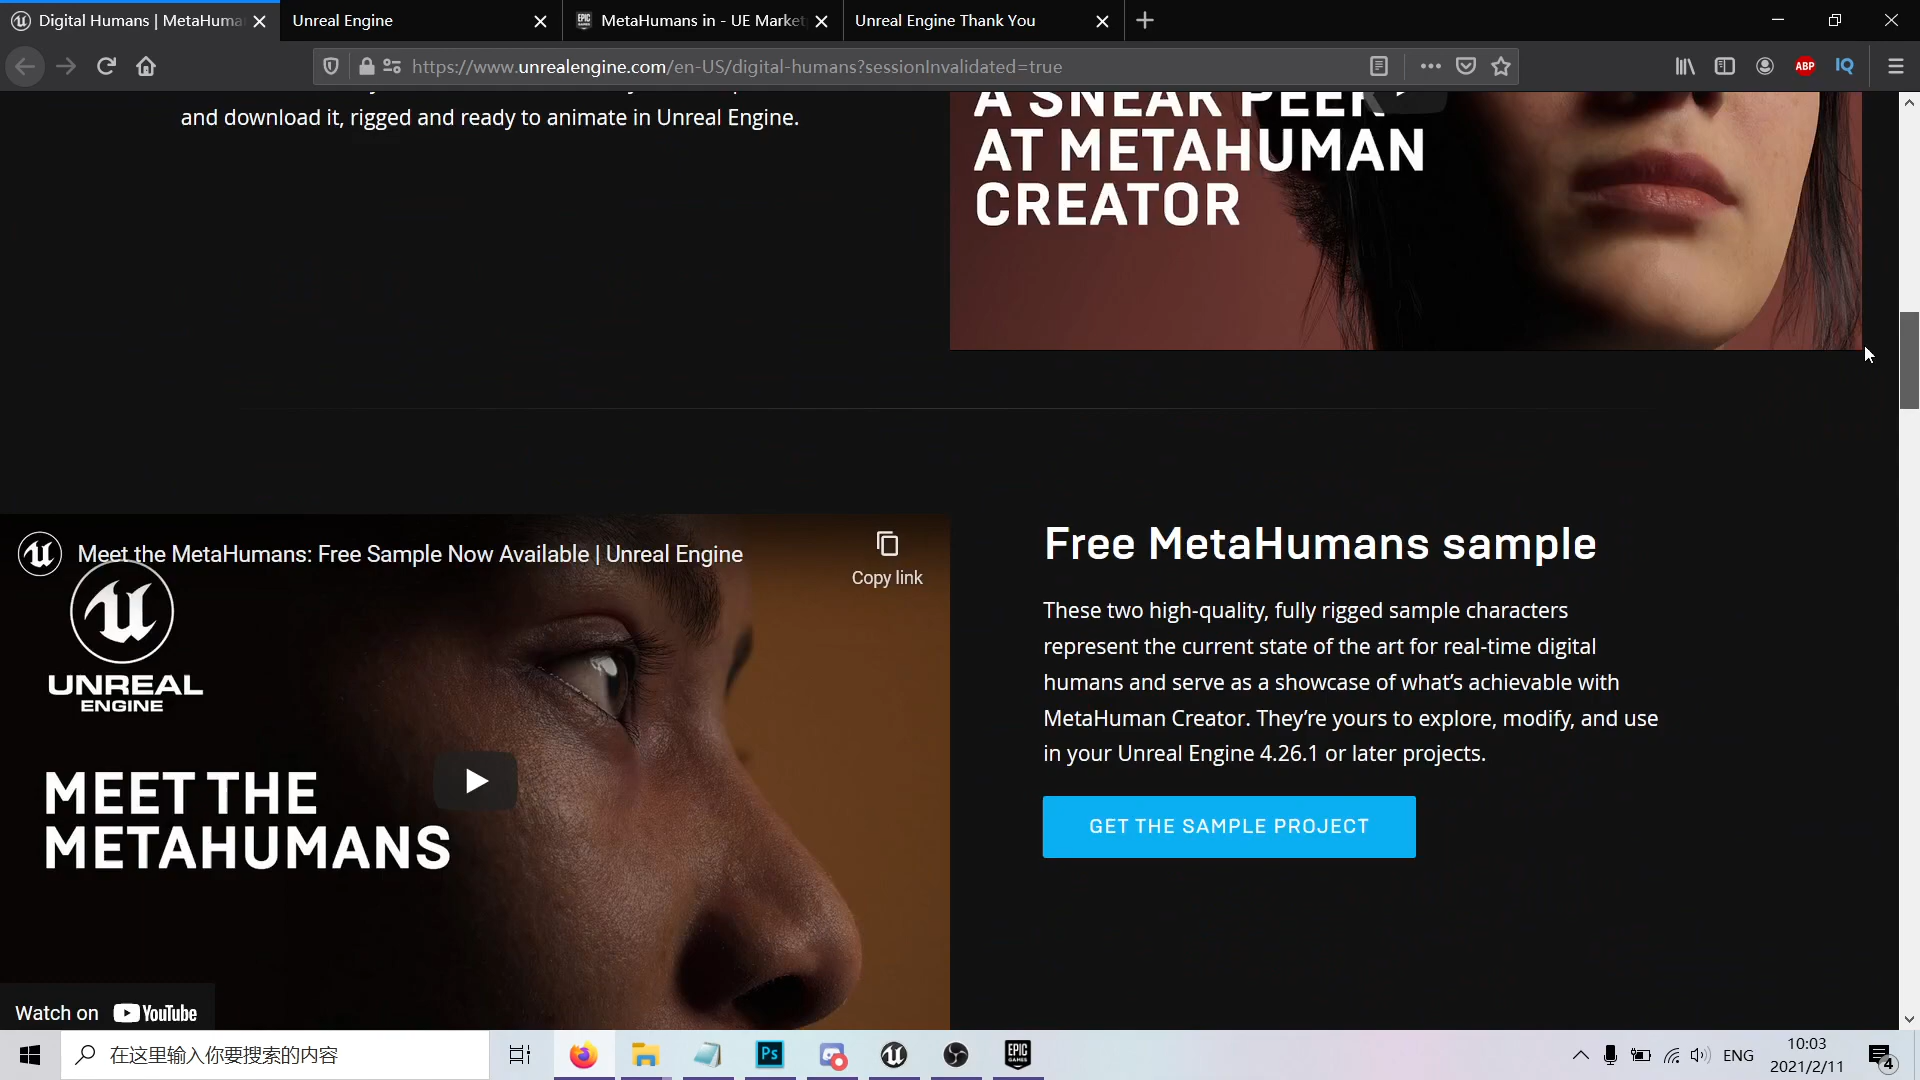 Digital Humans | MetaHuma
Unreal Engine
MetaHumans in - UE Market
Unreal Engine Thank You
https://www.unrealengine.com/en-US/digital-humans?sessionInvalidated=true
ABP
IQ
and download it, rigged and ready to animate in Unreal Engine.
A SNEAK PEEK
AT METAHUMAN
CREATOR
Meet the MetaHumans: Free Sample Now Available | Unreal Engine
Copy link
UNREAL
ENGINE
MEET THE
METAHUMANS
Watch on YouTube
Free MetaHumans sample
These two high-quality, fully rigged sample characters
represent the current state of the art for real-time digital
humans and serve as a showcase of what’s achievable with
MetaHuman Creator. They’re yours to explore, modify, and use
in your Unreal Engine 4.26.1 or later projects.
GET THE SAMPLE PROJECT
在这里输入你要搜索的内容
Ps
EPIC
GAMES
ENG
10:03
2021/2/11
4